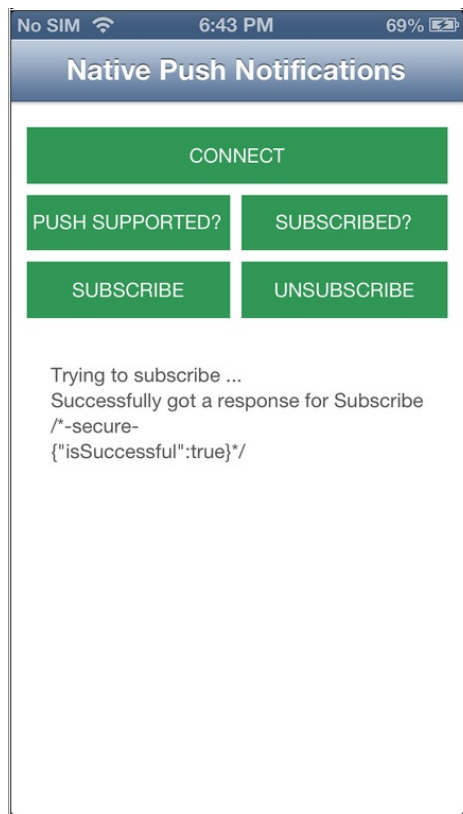 No SIM 6:43 PM 69%
Native Push Notifications
CONNECT
PUSH SUPPORTED? SUBSCRIBED?
SUBSCRIBE UNSUBSCRIBE
Trying to subscribe ...
Successfully got a response for Subscribe
/*-secure-
{"isSuccessful":true}*/